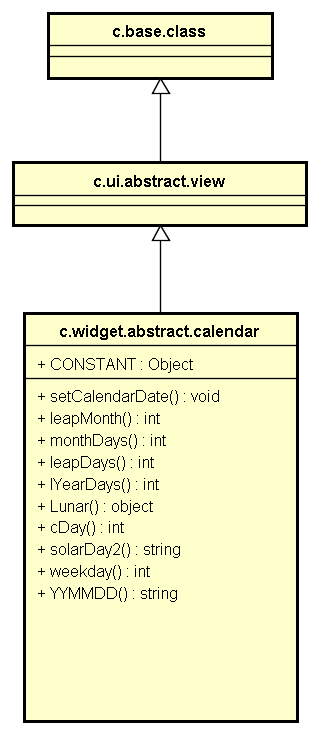 c.base.class
c.ui.abstract.view
c.widget.abstract.calendar
+ CONSTANT : Object
+ setCalendarDate() : void
+ leapMonth() : int
+ monthDays() : int
+ leapDays() : int
+ lYearDays() : int
+ Lunar() : object
+ cDay() : int
+ solarDay2() : string
+ weekday() : int
+ YYMMDD() : string